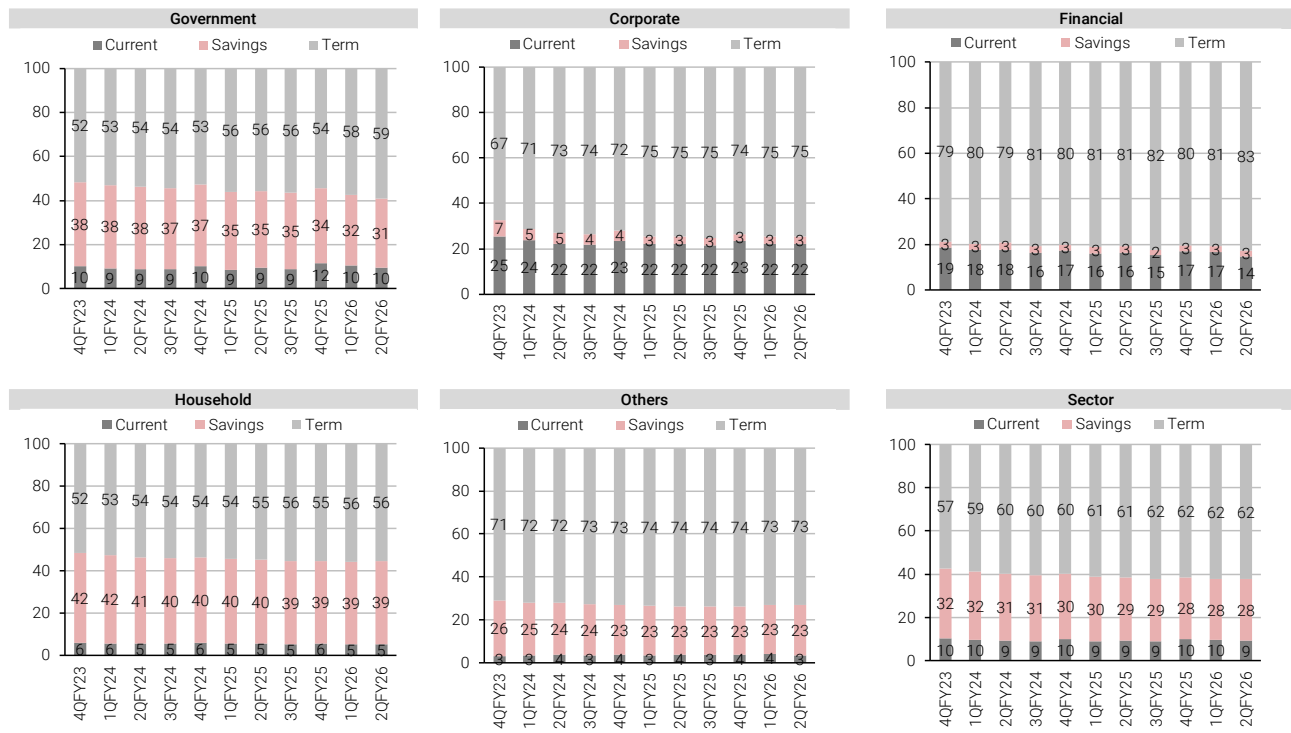 Government
Current Savings Term
100
80
60
40
20
0
52 53 54 54 53 56 56 56 54 58 59
38 38 38 37 37 35 35 35 34 32 31
10 9 9 9 10 9 9 9 12 10 10
4QFY23 1QFY24 2QFY24 3QFY24 4QFY24 1QFY25 2QFY25 3QFY25 4QFY25 1QFY26 2QFY26
Corporate
Current Savings Term
100
80
60
40
20
0
67 71 73 74 72 75 75 75 74 75 75
7 5 5 4 4 3 3 3 3 3 3
25 24 22 22 23 22 22 22 23 22 22
4QFY23 1QFY24 2QFY24 3QFY24 4QFY24 1QFY25 2QFY25 3QFY25 4QFY25 1QFY26 2QFY26
Financial
Current Savings Term
100
80
60
40
20
0
79 80 79 81 80 81 81 82 80 81 83
3 3 3 3 3 3 3 2 3 3 3
19 18 18 16 17 16 16 15 17 17 14
4QFY23 1QFY24 2QFY24 3QFY24 4QFY24 1QFY25 2QFY25 3QFY25 4QFY25 1QFY26 2QFY26
Household
Current Savings Term
100
80
60
40
20
0
52 53 54 54 54 54 55 56 55 56 56
42 42 41 40 40 40 40 39 39 39 39
6 6 5 5 6 5 5 5 6 5 5
4QFY23 1QFY24 2QFY24 3QFY24 4QFY24 1QFY25 2QFY25 3QFY25 4QFY25 1QFY26 2QFY26
Others
Current Savings Term
100
80
60
40
20
0
71 72 72 73 73 74 74 74 74 73 73
26 25 24 24 23 23 23 23 23 23 23
3 3 4 3 4 3 4 3 4 4 3
4QFY23 1QFY24 2QFY24 3QFY24 4QFY24 1QFY25 2QFY25 3QFY25 4QFY25 1QFY26 2QFY26
Sector
Current Savings Term
100
80
60
40
20
0
57 59 60 60 60 61 61 62 62 62 62
32 32 31 31 30 30 29 29 28 28 28
10 10 9 9 10 9 9 9 10 10 9
4QFY23 1QFY24 2QFY24 3QFY24 4QFY24 1QFY25 2QFY25 3QFY25 4QFY25 1QFY26 2QFY26